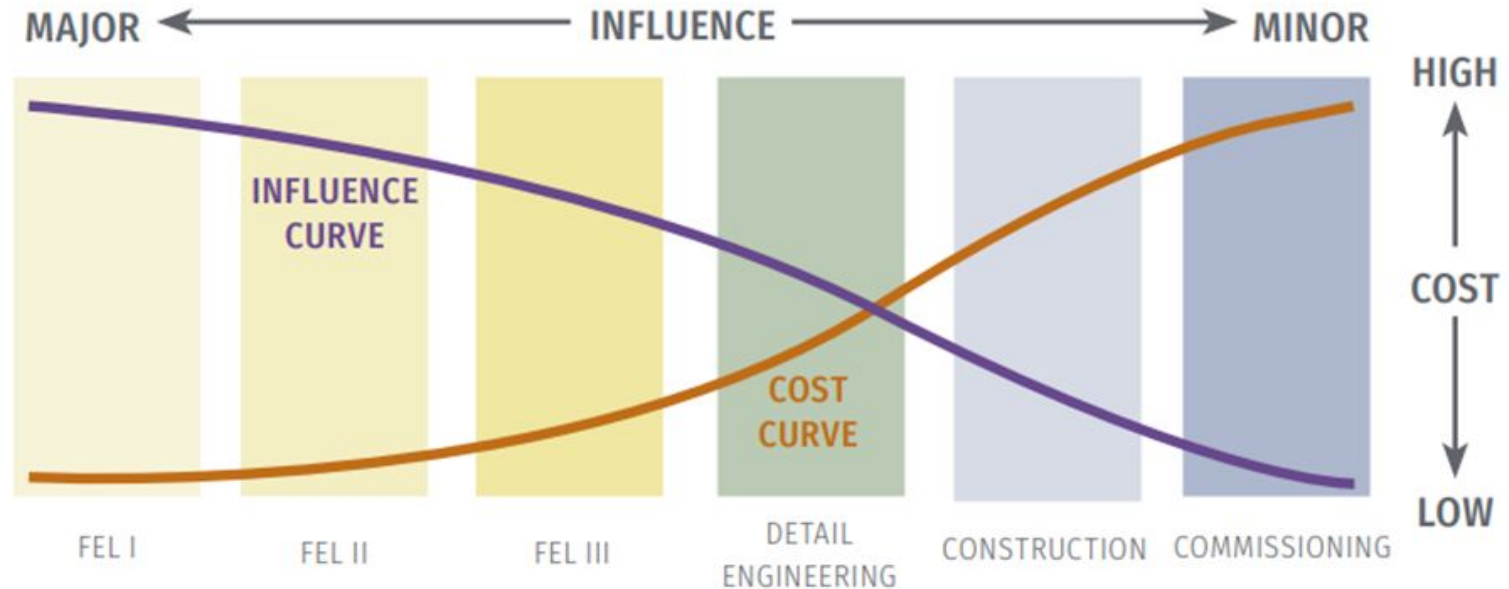 MAJOR INFLUENCE MINOR
HIGH
INFLUENCE
CURVE
COST
COST
CURVE
LOW
FEL I FEL II FEL III DETAIL
ENGINEERING CONSTRUCTION COMMISSIONING